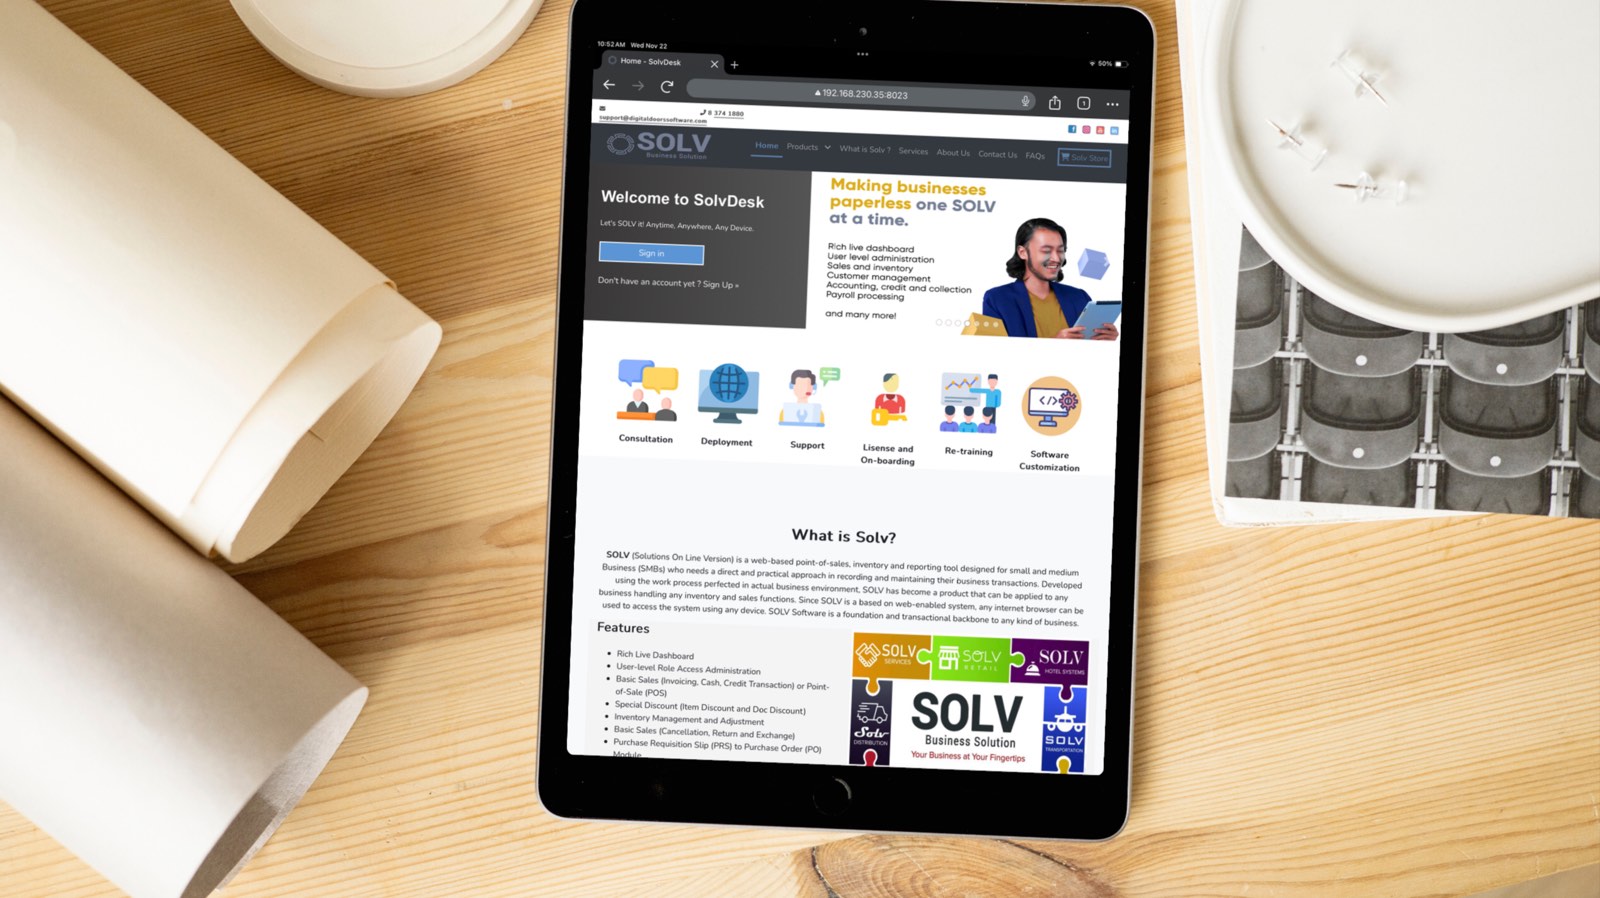 10:52AM Wed Nov 22
50%
Home - SolvDesk
192.168.230.35:8023
1
support@digitaldoorssoftware.com
8 374 1880
SOLV
Business Solution
Home Products What is Solv ? Services About Us Contact Us FAQs Solv Store
Welcome to SolvDesk
Let's SOLV it! Anytime, Anywhere, Any Device.
Sign in
Don't have an account yet ? Sign Up »
Making businesses
paperless one SOLV
at a time.
Rich live dashboard
User level administration
Sales and inventory
Customer management
Accounting, credit and collection
Payroll processing
and many more!
Consultation
Deployment
Support
Lisense and
On-boarding
Re-training
Software
Customization
What is Solv?
SOLV (Solutions On Line Version) is a web-based point-of-sales, inventory and reporting tool designed for small and medium
Business (SMBs) who needs a direct and practical approach in recording and maintaining their business transactions. Developed
using the work process perfected in actual business environment, SOLV has become a product that can be applied to any
business handling any inventory and sales functions. Since SOLV is a based on web-enabled system, any internet browser can be
used to access the system using any device. SOLV Software is a foundation and transactional backbone to any kind of business.
Features
Rich Live Dashboard
User-level Role Access Administration
Basic Sales (Invoicing, Cash, Credit Transaction) or Point-
of-Sale (POS)
Special Discount (Item Discount and Doc Discount)
Inventory Management and Adjustment
Basic Sales (Cancellation, Return and Exchange)
Purchase Requisition Slip (PRS) to Purchase Order (PO)
Module
SOLV
SERVICES
SOLV
RETAIL
SOLV
HOTEL SYSTEMS
Solv
DISTRIBUTION
SOLV
Business Solution
Your Business at Your Fingertips
SOLV
TRANSPORTATION